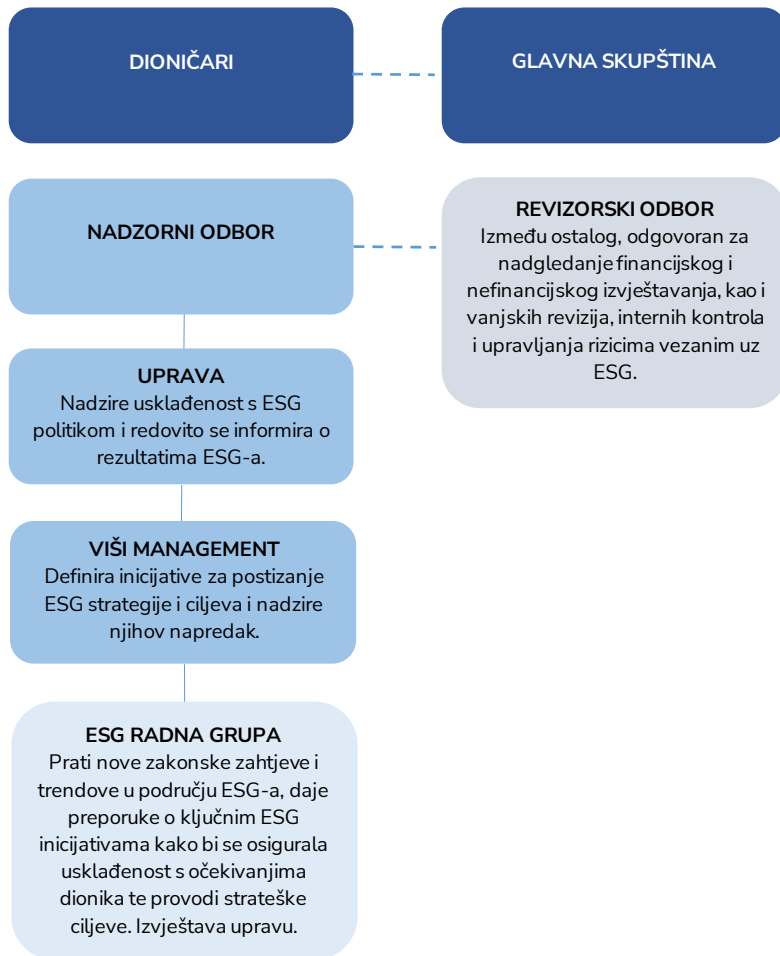 DIONIČARI
GLAVNA SKUPŠTINA
NADZORNI ODBOR
REVIZORSKI ODBOR
Između ostalog, odgovoran za
nadgledanje financijskog i
nefinancijskog izvještavanja, kao i
vanjskih revizija, internih kontrola
i upravljanja rizicima vezanim uz
ESG.
UPRAVA
Nadzire usklađenost s ESG
politikom i redovito se informira o
rezultatima ESG-a.
VIŠI MANAGEMENT
Definira inicijative za postizanje
ESG strategije i ciljeva i nadzire
njihov napredak.
ESG RADNA GRUPA
Prati nove zakonske zahtjeve i
trendove u području ESG-a, daje
preporuke o ključnim ESG
inicijativama kako bi se osigurala
usklađenost s očekivanjima
dionika te provodi strateške
ciljeve. Izvještava upravu.